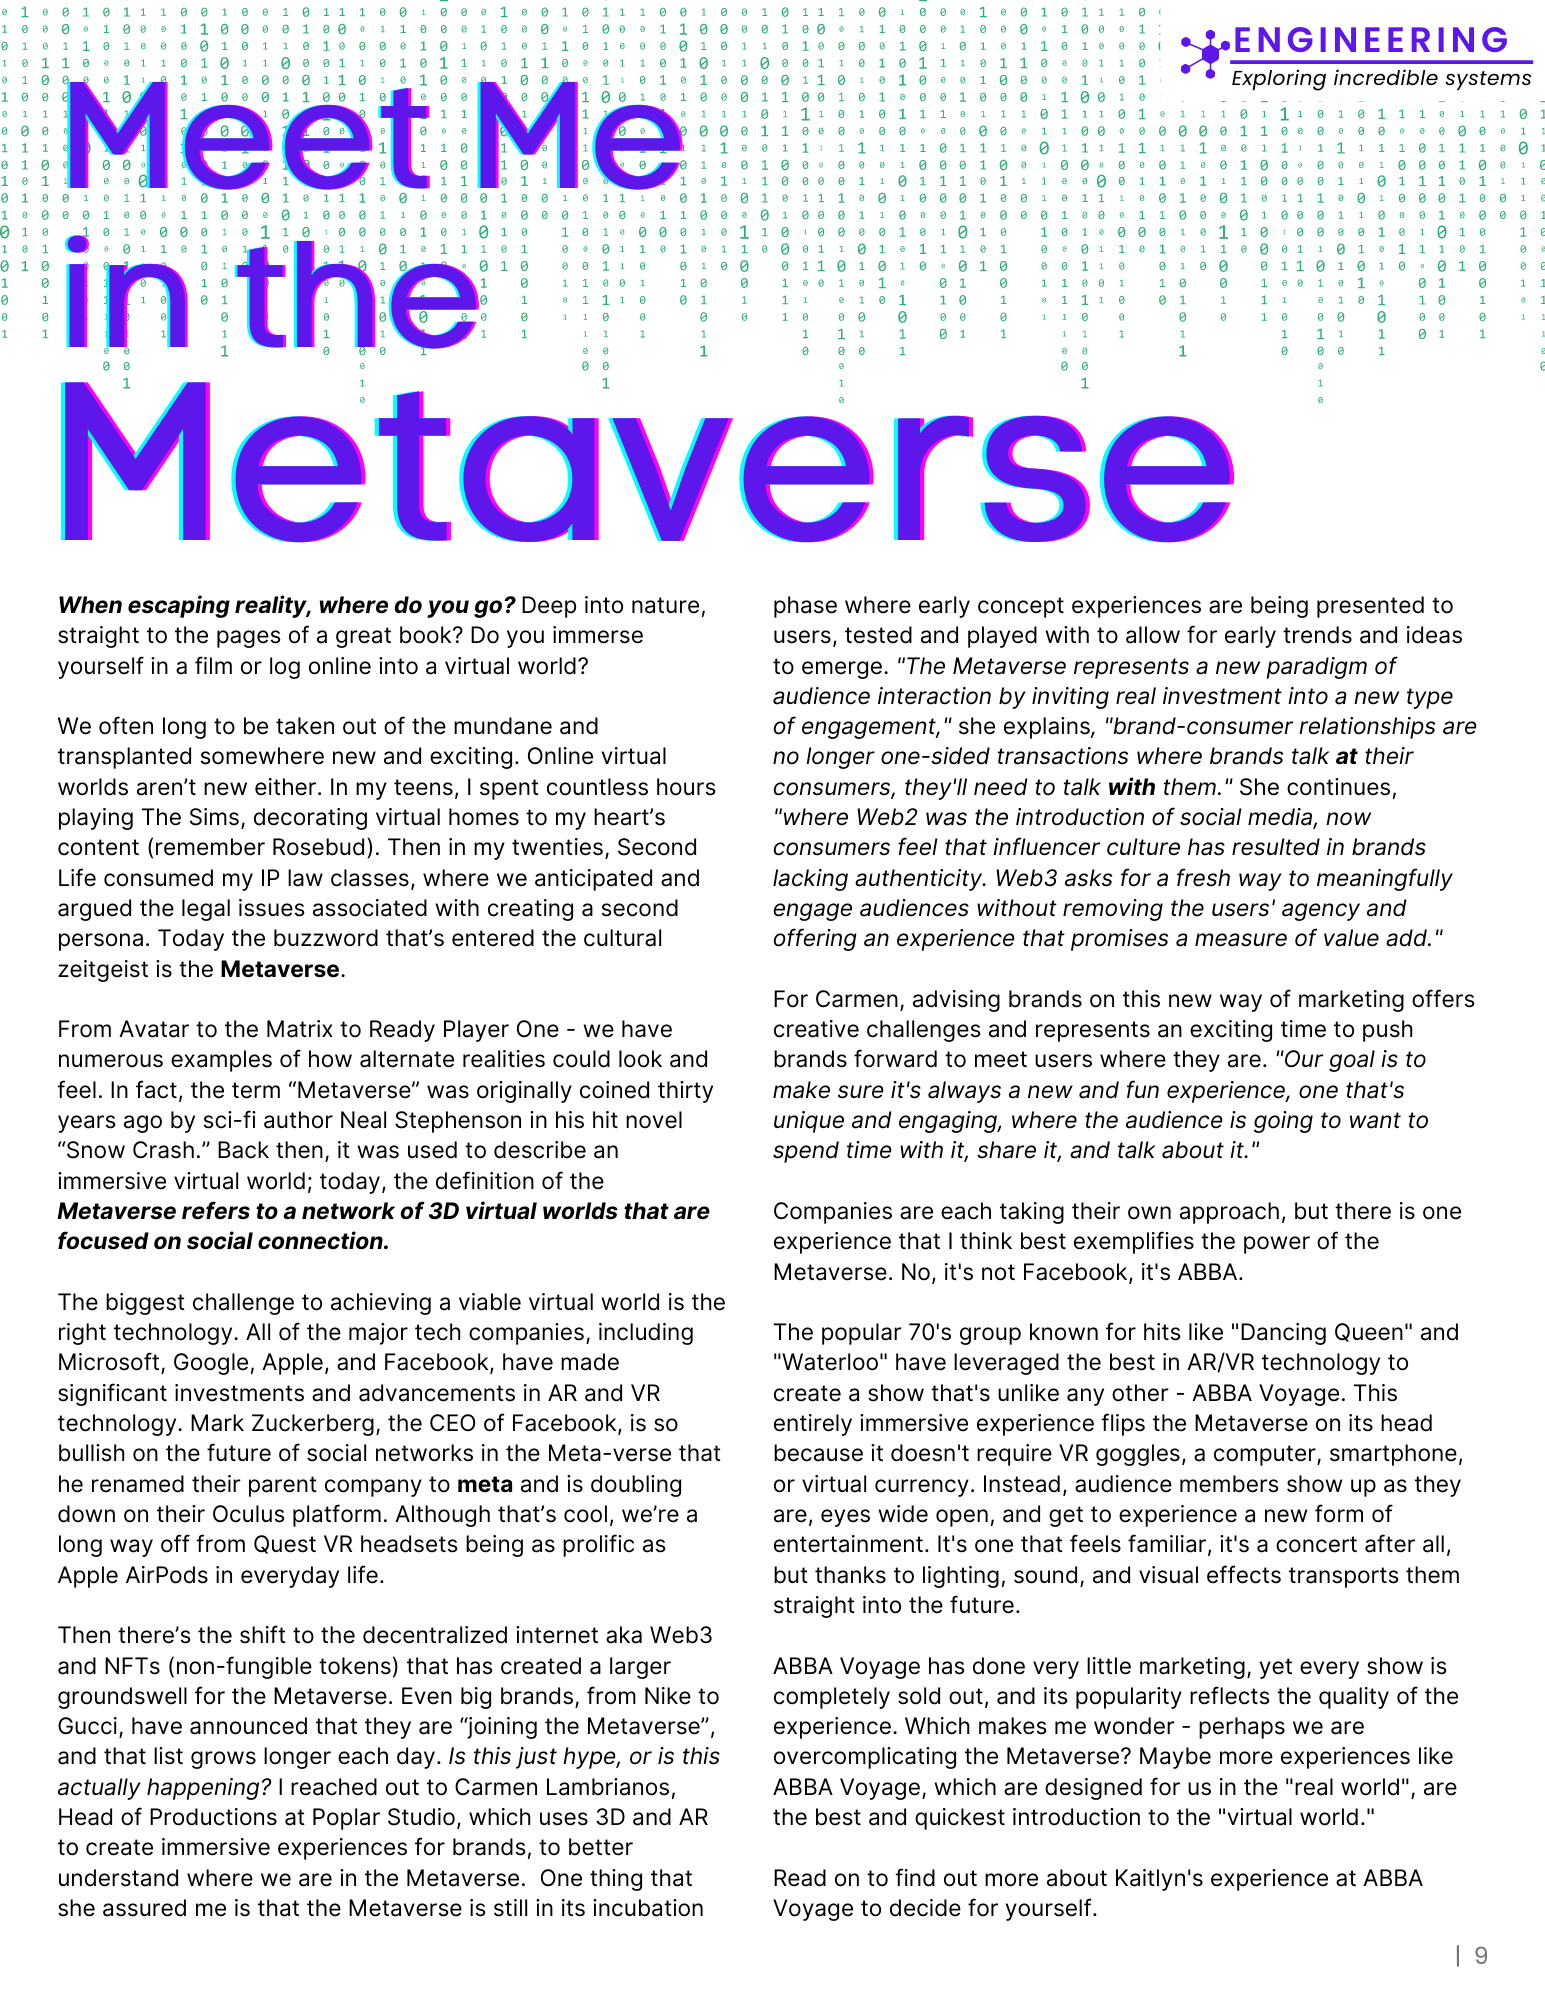 ENGINEERING
Exploring incredible systems
Meet Me
in the
Metaverse
When escaping reality, where do you go? Deep into nature,
straight to the pages of a great book? Do you immerse
yourself in a film or log online into a virtual world?
We often long to be taken out of the mundane and
transplanted somewhere new and exciting. Online virtual
worlds aren’t new either. In my teens, I spent countless hours
playing The Sims, decorating virtual homes to my heart’s
content (remember Rosebud). Then in my twenties, Second
Life consumed my IP law classes, where we anticipated and
argued the legal issues associated with creating a second
persona. Today the buzzword that’s entered the cultural
zeitgeist is the Metaverse.
From Avatar to the Matrix to Ready Player One - we have
numerous examples of how alternate realities could look and
feel. In fact, the term “Metaverse” was originally coined thirty
years ago by sci-fi author Neal Stephenson in his hit novel
“Snow Crash.” Back then, it was used to describe an
immersive virtual world; today, the definition of the
Metaverse refers to a network of 3D virtual worlds that are
focused on social connection.
The biggest challenge to achieving a viable virtual world is the
right technology. All of the major tech companies, including
Microsoft, Google, Apple, and Facebook, have made
significant investments and advancements in AR and VR
technology. Mark Zuckerberg, the CEO of Facebook, is so
bullish on the future of social networks in the Meta-verse that
he renamed their parent company to meta and is doubling
down on their Oculus platform. Although that’s cool, we’re a
long way off from Quest VR headsets being as prolific as
Apple AirPods in everyday life.
Then there’s the shift to the decentralized internet aka Web3
and NFTs (non-fungible tokens) that has created a larger
groundswell for the Metaverse. Even big brands, from Nike to
Gucci, have announced that they are “joining the Metaverse”,
and that list grows longer each day. Is this just hype, or is this
actually happening? I reached out to Carmen Lambrianos,
Head of Productions at Poplar Studio, which uses 3D and AR
to create immersive experiences for brands, to better
understand where we are in the Metaverse.  One thing that
she assured me is that the Metaverse is still in its incubation
phase where early concept experiences are being presented to
users, tested and played with to allow for early trends and ideas
to emerge. "The Metaverse represents a new paradigm of
audience interaction by inviting real investment into a new type
of engagement," she explains, "brand-consumer relationships are
no longer one-sided transactions where brands talk at their
consumers, they'll need to talk with them." She continues,
"where Web2 was the introduction of social media, now
consumers feel that influencer culture has resulted in brands
lacking authenticity. Web3 asks for a fresh way to meaningfully
engage audiences without removing the users' agency and
offering an experience that promises a measure of value add."
For Carmen, advising brands on this new way of marketing offers
creative challenges and represents an exciting time to push
brands forward to meet users where they are. "Our goal is to
make sure it's always a new and fun experience, one that's
unique and engaging, where the audience is going to want to
spend time with it, share it, and talk about it."
Companies are each taking their own approach, but there is one
experience that I think best exemplifies the power of the
Metaverse. No, it's not Facebook, it's ABBA.
The popular 70's group known for hits like "Dancing Queen" and
"Waterloo" have leveraged the best in AR/VR technology to
create a show that's unlike any other - ABBA Voyage. This
entirely immersive experience flips the Metaverse on its head
because it doesn't require VR goggles, a computer, smartphone,
or virtual currency. Instead, audience members show up as they
are, eyes wide open, and get to experience a new form of
entertainment. It's one that feels familiar, it's a concert after all,
but thanks to lighting, sound, and visual effects transports them
straight into the future.
ABBA Voyage has done very little marketing, yet every show is
completely sold out, and its popularity reflects the quality of the
experience. Which makes me wonder - perhaps we are
overcomplicating the Metaverse? Maybe more experiences like
ABBA Voyage, which are designed for us in the "real world", are
the best and quickest introduction to the "virtual world."
Read on to find out more about Kaitlyn's experience at ABBA
Voyage to decide for yourself.
| 9